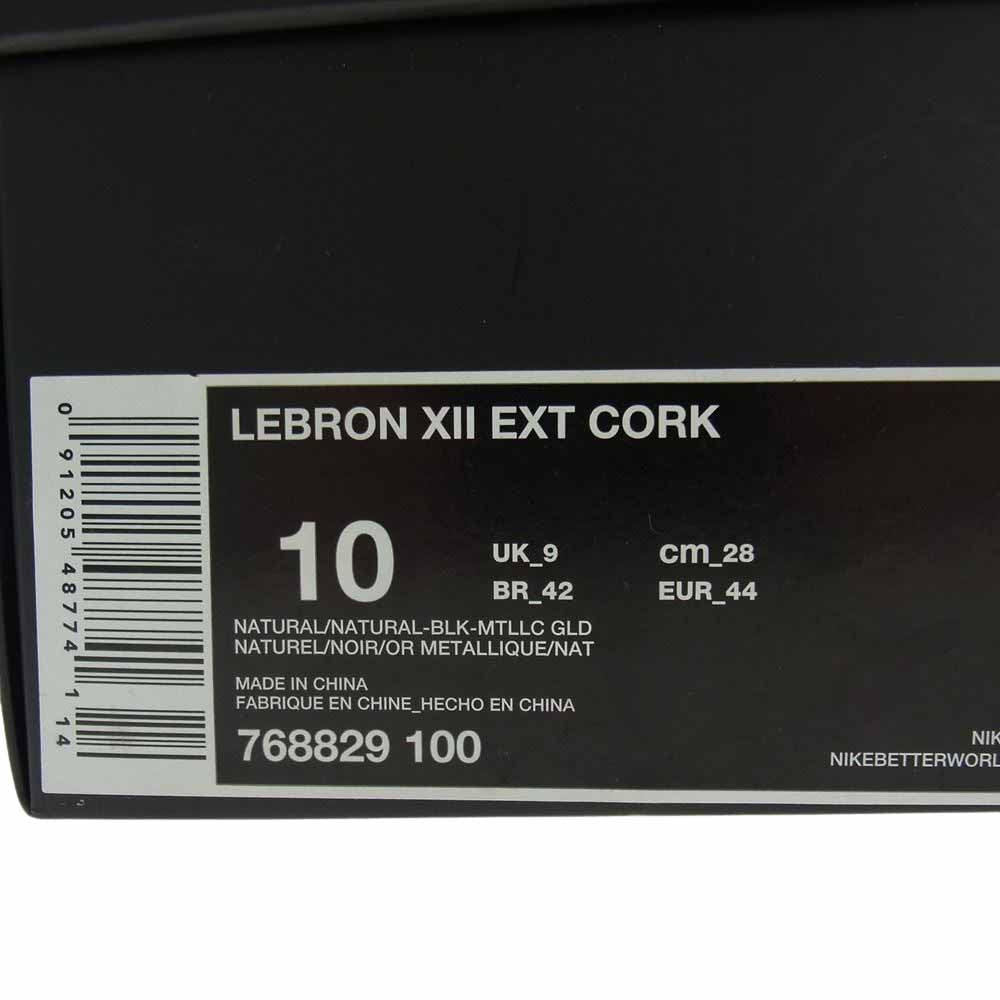 LEBRON XII EXT CORK
10
UK_9 cm_28
BR_42 EUR_44
NATURAL/NATURAL-BLK-MTLLC GLD
NATUREL/NOIR/OR METALLIQUE/NAT
MADE IN CHINA
FABRIQUE EN CHINE_HECHO EN CHINA
768829 100
NIK
NIKEBETTERWORL
0 91205 48774 1 14